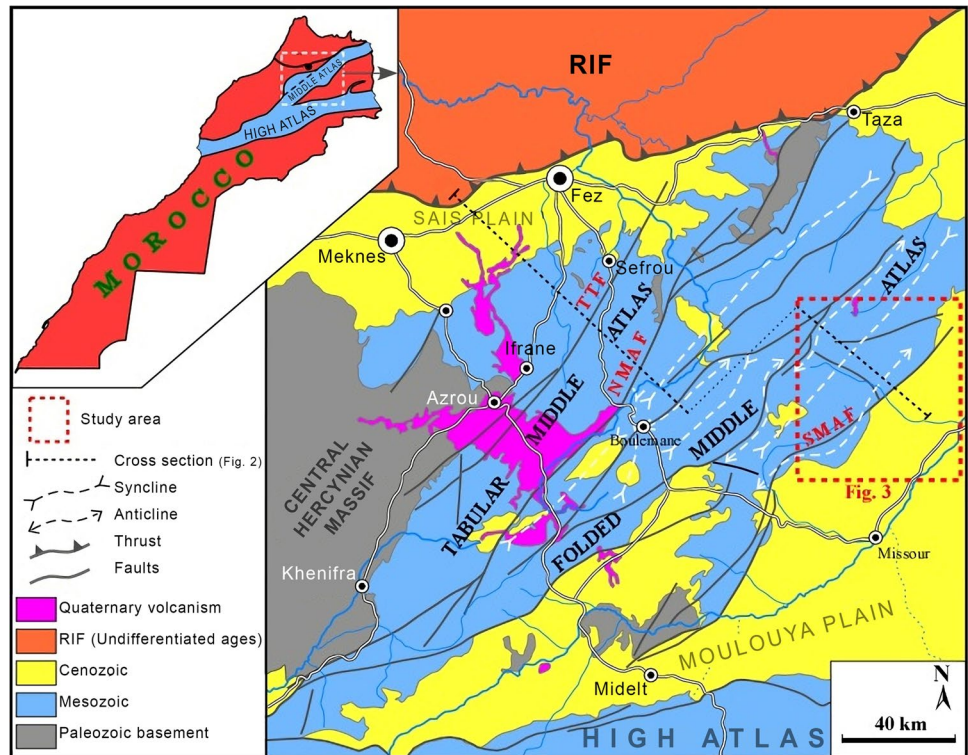 MIDDLE ATLAS
HIGH ATLAS
MOROCCO
RIF
Taza
Fez
SAIS PLAIN
Meknes
Sefrou
TTF
ATLAS
ATLAS
NMAF
Ifrane
Azrou
MIDDLE
MIDDLE
Boulemane
SMAF
Fig. 3
CENTRAL
HERCYNIAN
MASSIF
TABULAR
FOLDED
Missour
Khenifra
MOULOUYA PLAIN
Midelt
HIGH ATLAS
N
40 km
Study area
Cross section (Fig. 2)
Syncline
Anticline
Thrust
Faults
Quaternary volcanism
RIF (Undifferentiated ages)
Cenozoic
Mesozoic
Paleozoic basement